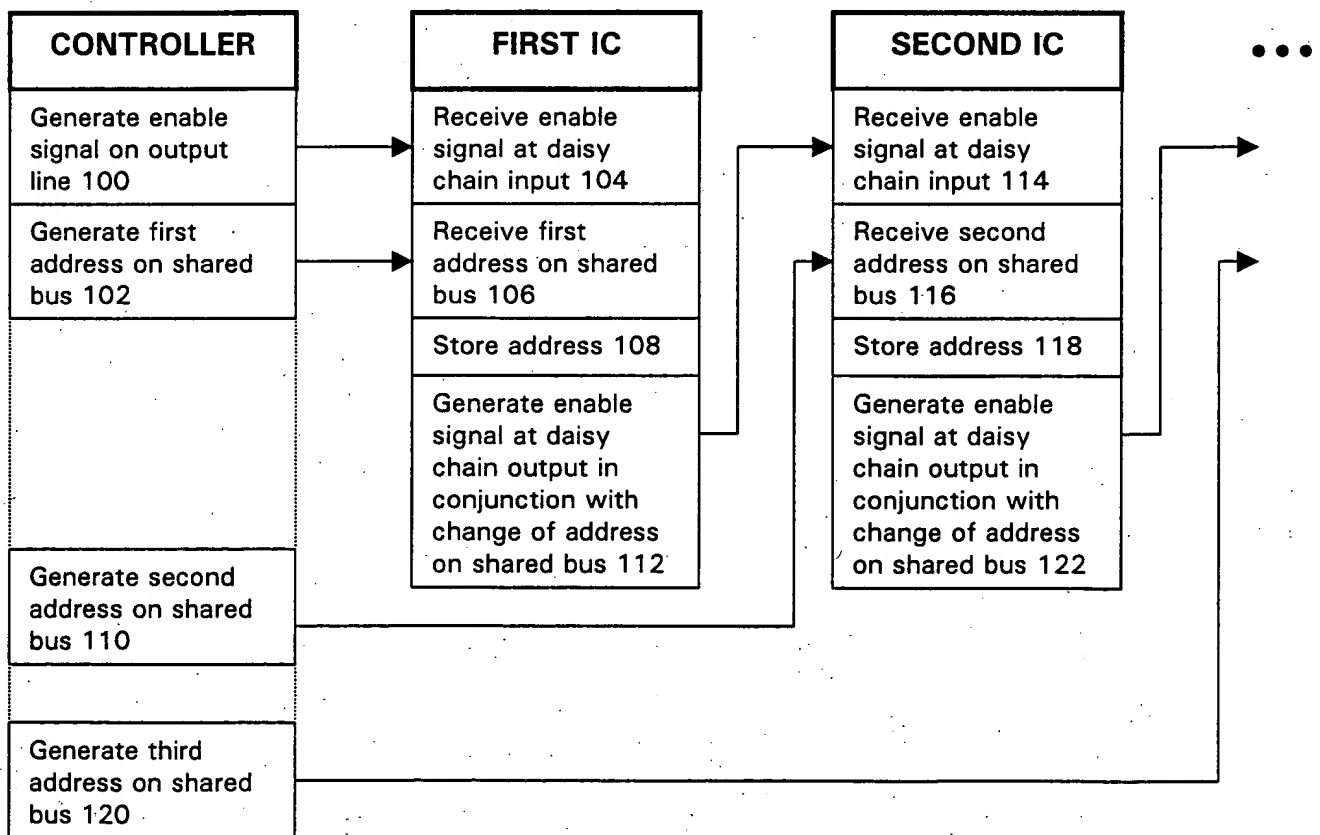 CONTROLLER
Generate enable
signal on output
line 100
Generate first
address on shared
bus 102
Generate second
address on shared
bus 110
Generate third
address on shared
bus 120
FIRST IC
Receive enable
signal at daisy
chain input 104
Receive first
address on shared
bus 106
Store address 108
Generate enable
signal at daisy
chain output in
conjunction with
change of address
on shared bus 112
SECOND IC
Receive enable
signal at daisy
chain input 114
Receive second
address on shared
bus 116
Store address 118
Generate enable
signal at daisy
chain output in
conjunction with
change of address
on shared bus 122
• • •